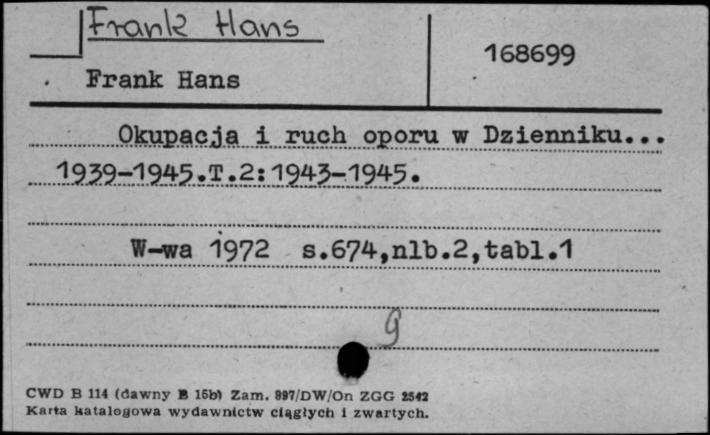 Frank Hans
168699
Frank Hans
Okupacja i ruch oporu w Dzienniku...
1939-1945.T.2:1943-1945.
W-wa 1972 s.674,nlb.2,tabl.1
g
CWD B 114 (dawny B 15b) Zam. 897/DW/On ZGG 2542
Karta katalogowa wydawnictw ciągłych i zwartych.